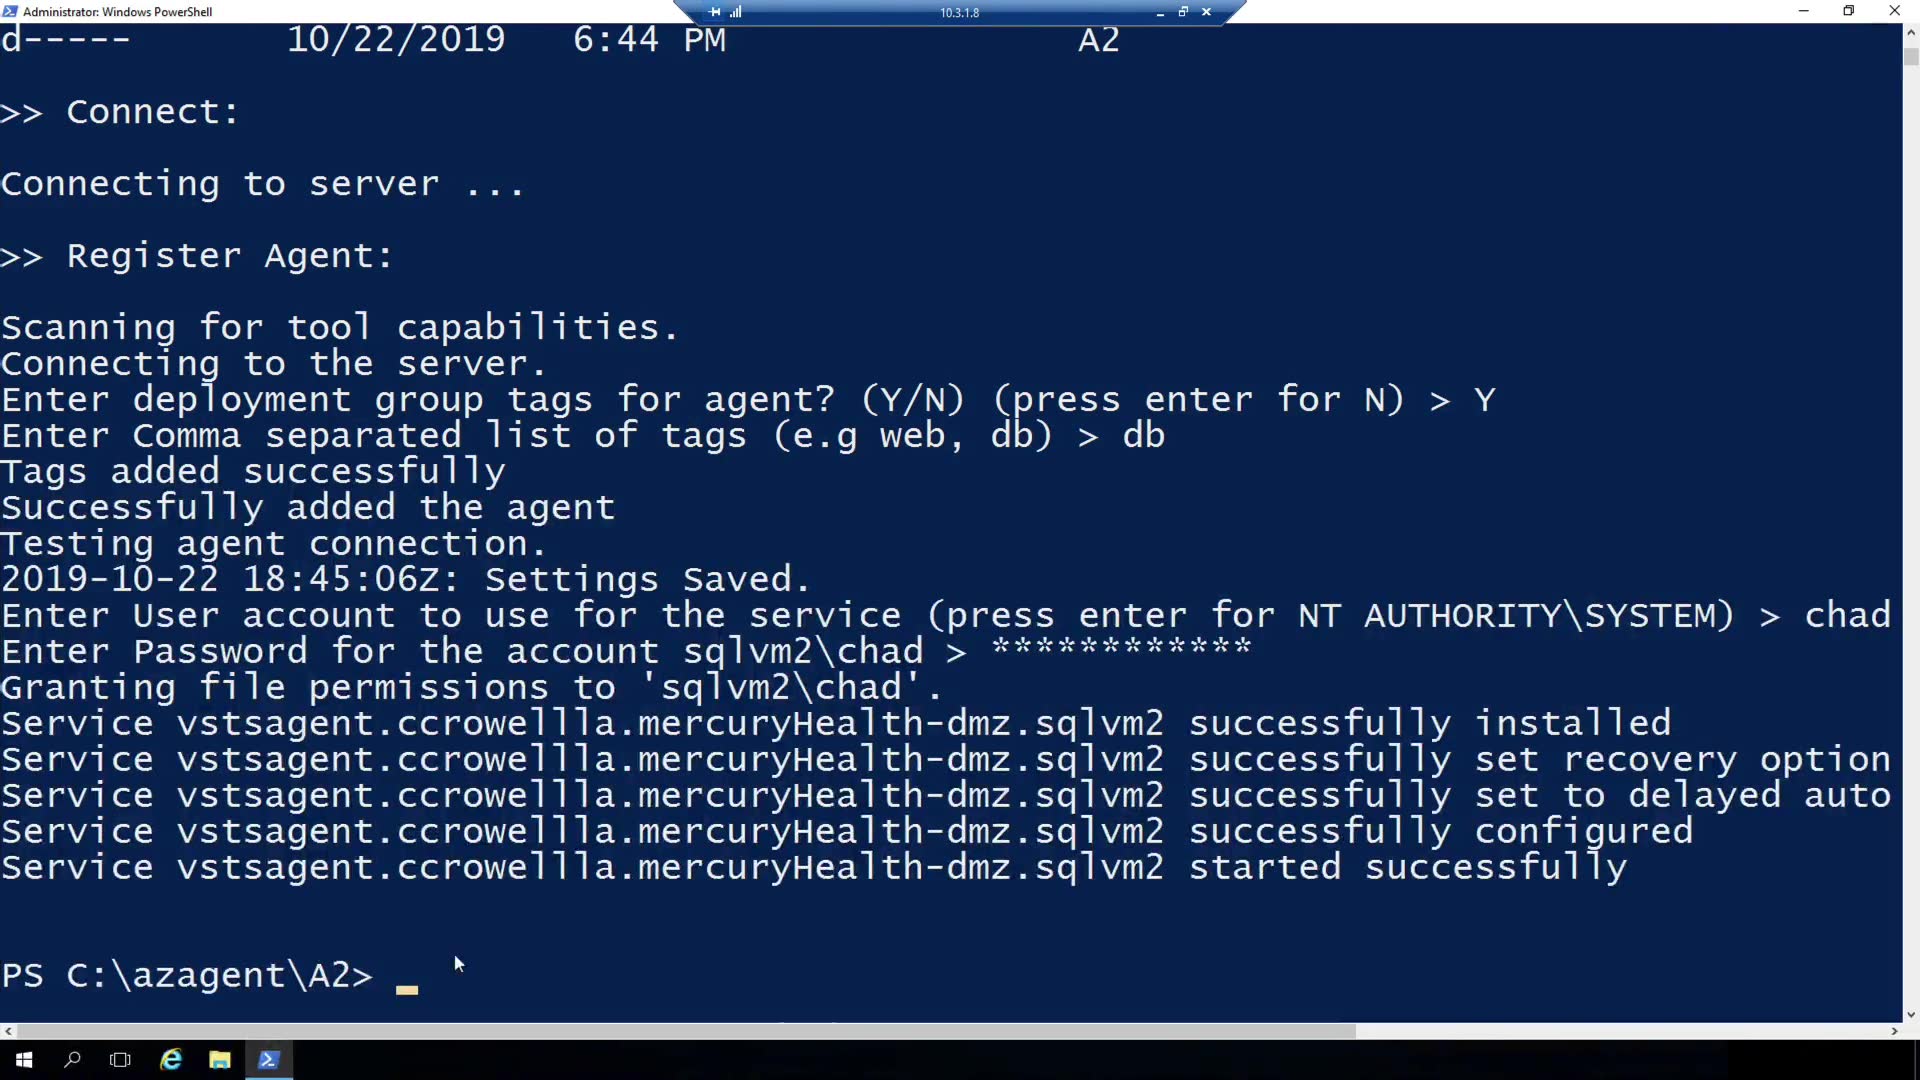 Administrator: Windows PowerShell
10.3.1.8
d----- 10/22/2019 6:44 PM A2
>> Connect:
Connecting to server ...
>> Register Agent:
Scanning for tool capabilities.
Connecting to the server.
Enter deployment group tags for agent? (Y/N) (press enter for N) > Y
Enter Comma separated list of tags (e.g web, db) > db
Tags added successfully
Successfully added the agent
Testing agent connection.
2019-10-22 18:45:06Z: Settings Saved.
Enter User account to use for the service (press enter for NT AUTHORITY\SYSTEM) > chad
Enter Password for the account sqlvm2\chad > ************
Granting file permissions to 'sqlvm2\chad'.
Service vstsagent.ccrowellla.mercuryHealth-dmz.sqlvm2 successfully installed
Service vstsagent.ccrowellla.mercuryHealth-dmz.sqlvm2 successfully set recovery option
Service vstsagent.ccrowellla.mercuryHealth-dmz.sqlvm2 successfully set to delayed auto
Service vstsagent.ccrowellla.mercuryHealth-dmz.sqlvm2 successfully configured
Service vstsagent.ccrowellla.mercuryHealth-dmz.sqlvm2 started successfully
PS C:\azagent\A2>